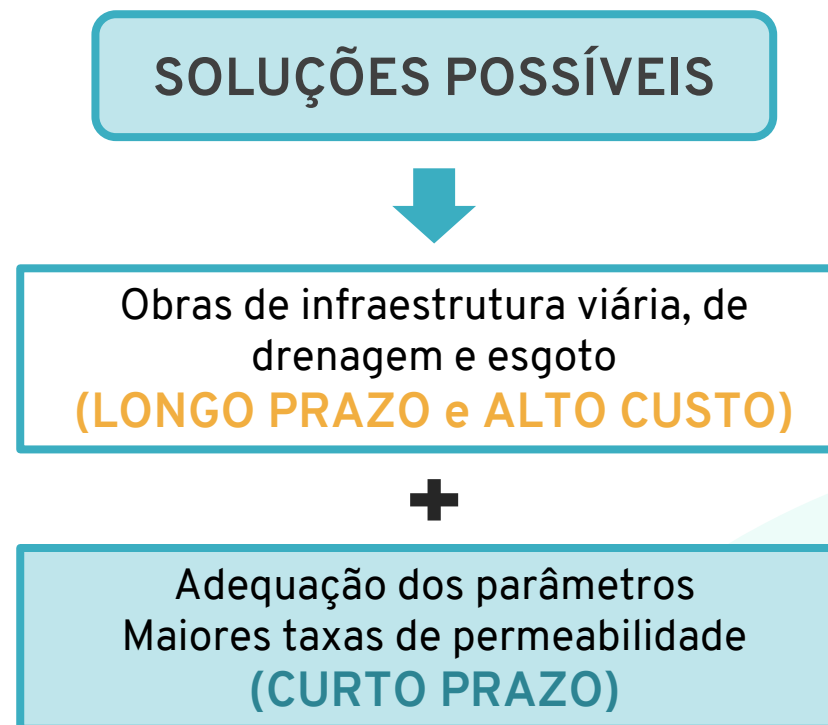 SOLUÇÕES POSSÍVEIS
Obras de infraestrutura viária, de
drenagem e esgoto
(LONGO PRAZO e ALTO CUSTO)
+
Adequação dos parâmetros
Maiores taxas de permeabilidade
(CURTO PRAZO)